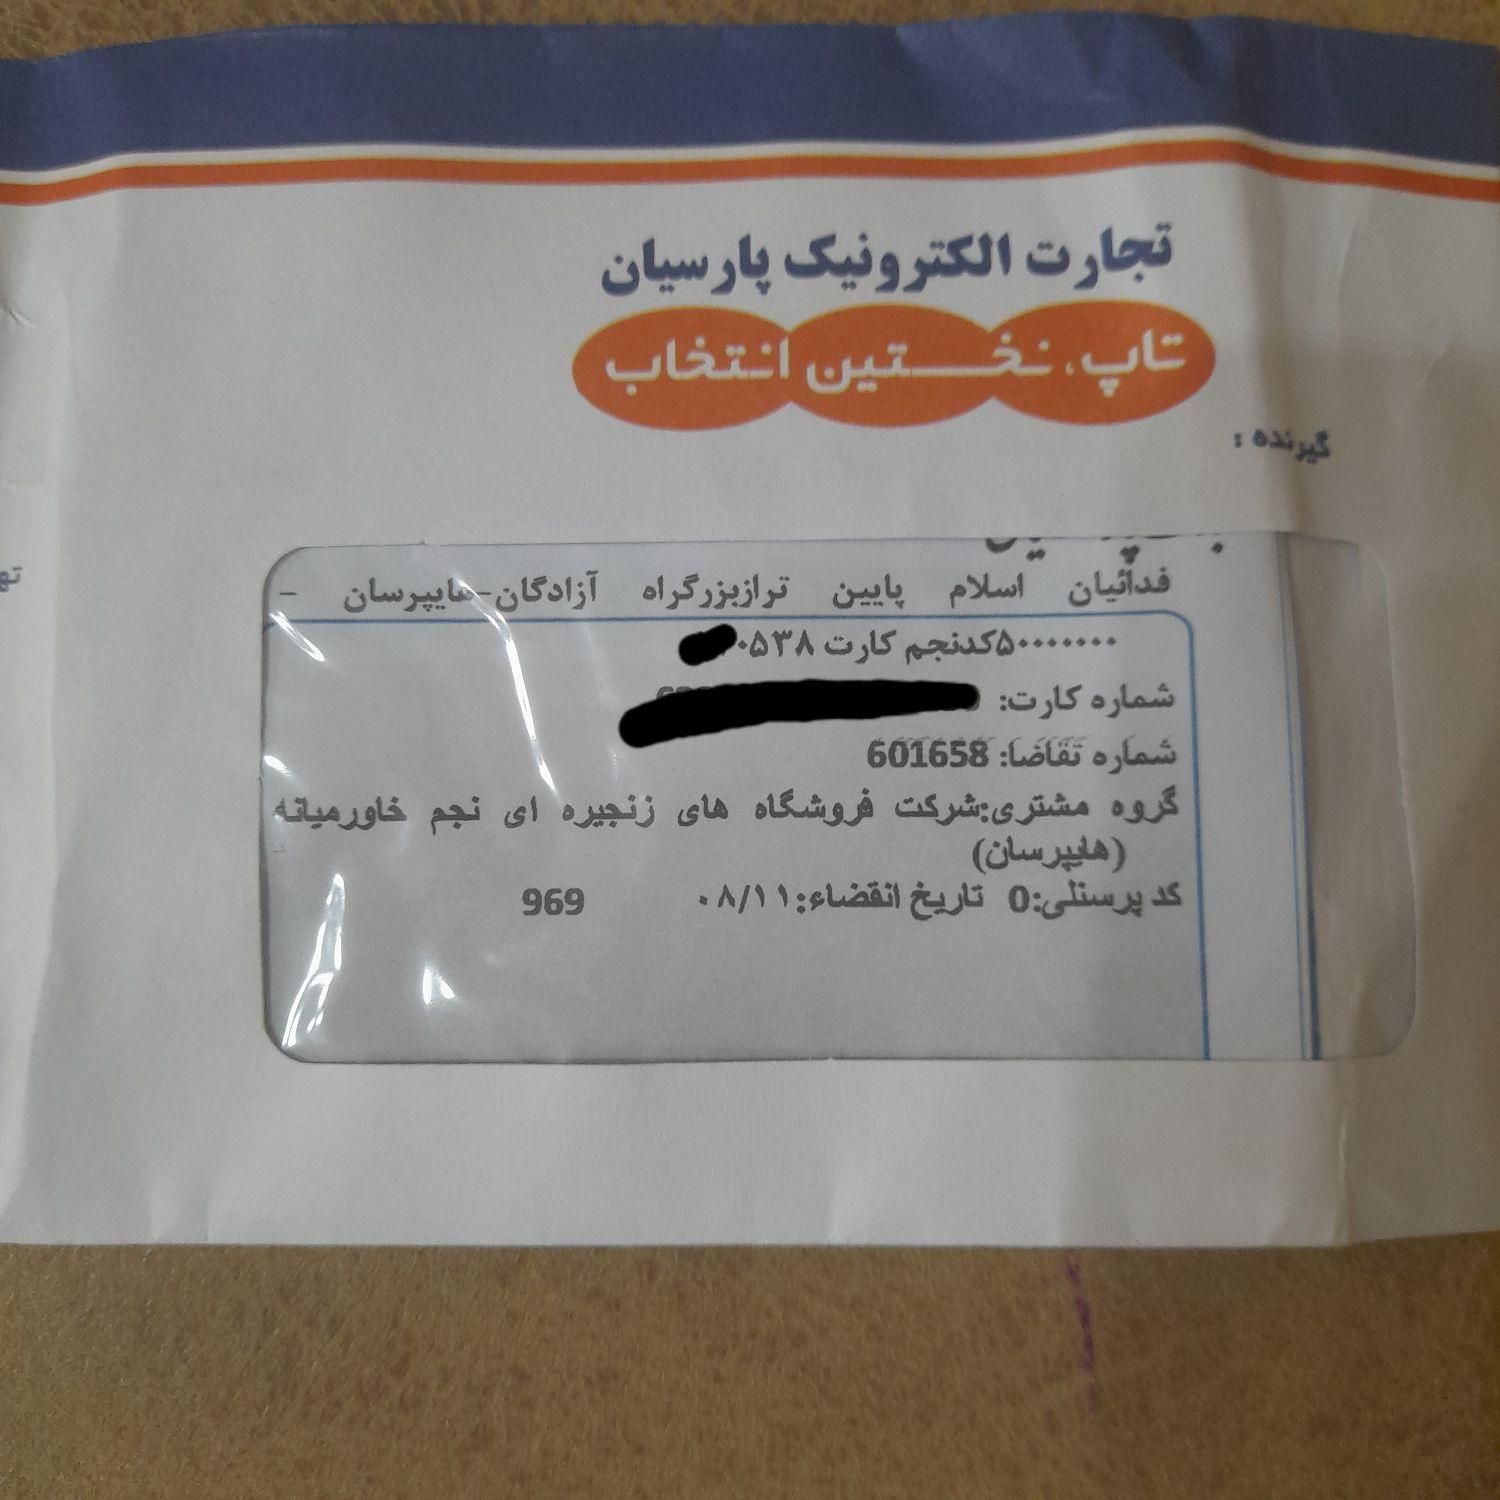 تجارت الکترونیک پارسیان
تاپ، نخستین انتخاب
گیرنده :
فدائیان اسلام پایین ترازبزرگراه آزادگان-هایپرسان -
۵۰۰۰۰۰۰۰کدنجم کارت ۰۵۳۸
شماره کارت:
شماره تقاضا: 601658
گروه مشتری:شرکت فروشگاه های زنجیره ای نجم خاورمیانه
(هایپرسان)
کد پرسنلی:0 تاریخ انقضاء:۰۸/۱۱ 969